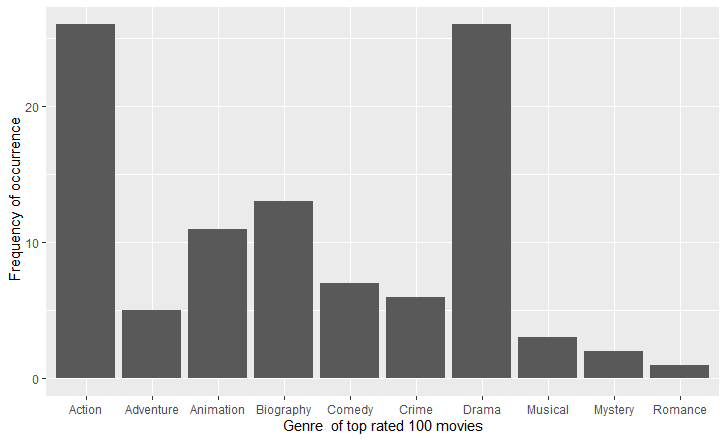 Frequency of occurrence
20
10
0
Action Adventure Animation Biography Comedy Crime Drama Musical Mystery Romance
Genre  of top rated 100 movies